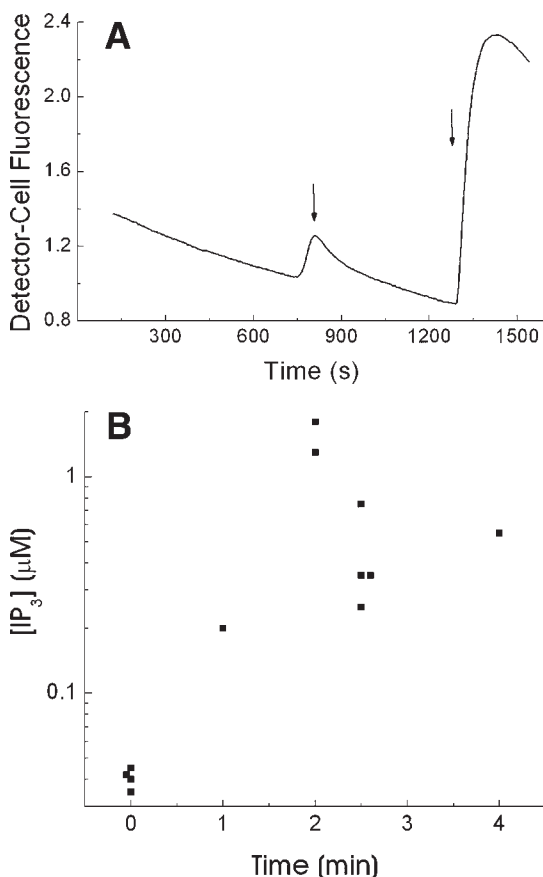 A
Detector-Cell Fluorescence
2.4
2.0
1.6
1.2
0.8
300 600 900 1200 1500
Time (s)
B
[IP₃] (μM)
1
0.1
0 1 2 3 4
Time (min)